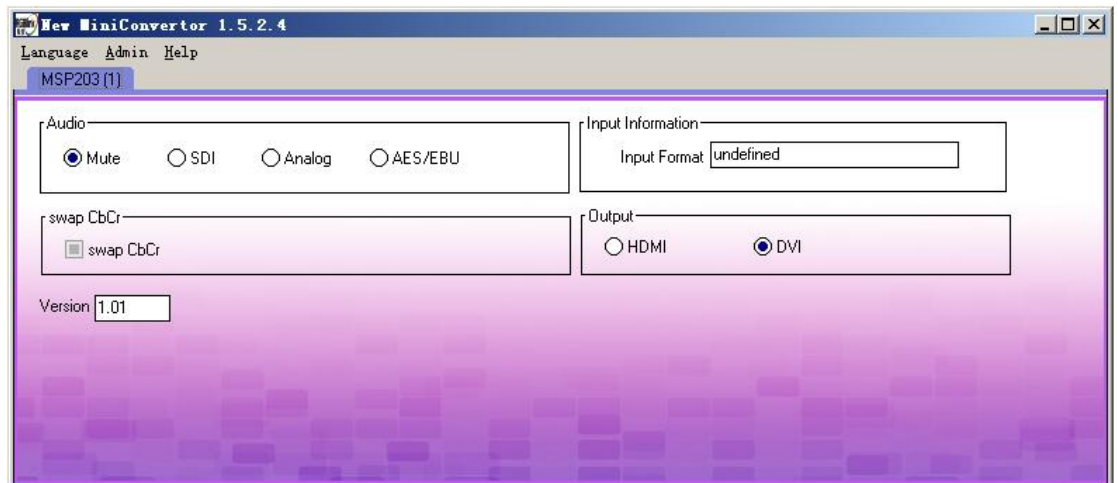 New MiniConvertor 1.5.2.4
Language Admin Help
MSP203 (1)
Audio
Mute SDI Analog AES/EBU
Input Information
Input Format undefined
swap CbCr
swap CbCr
Output
HDMI DVI
Version 1.01